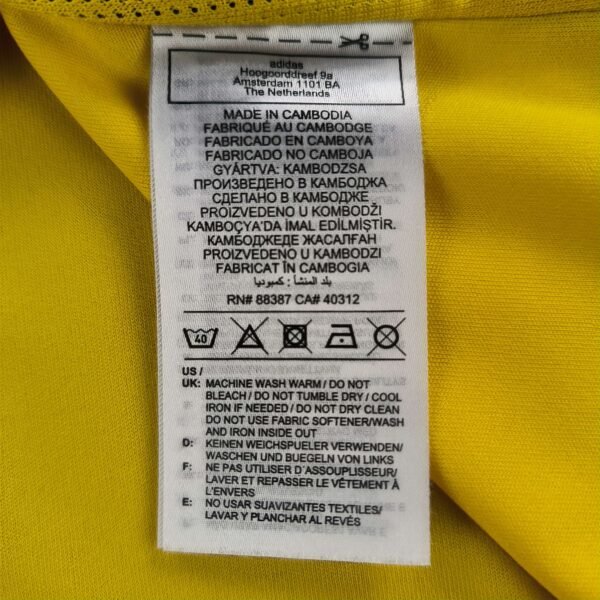 adidas
Hoogoorddreef 9a
Amsterdam 1101 BA
The Netherlands
MADE IN CAMBODIA
FABRIQUÉ AU CAMBODGE
FABRICADO EN CAMBOYA
FABRICADO NO CAMBOJA
GYÁRTVA: KAMBODZSA
ПРОИЗВЕДЕНО В КАМБОДЖА
СДЕЛАНО В КАМБОДЖЕ
PROIZVEDENO U KOMBODŽI
KAMBOÇYA'DA İMAL EDİLMİŞTİR.
КАМБОДЖЕДЕ ЖАСАЛҒАН
PROIZVEDENO U KAMBODZI
FABRICAT ÎN CAMBOGIA
بلد المنشأ : كمبوديا
RN# 88387 CA# 40312
40
US /
UK: MACHINE WASH WARM / DO NOT
BLEACH / DO NOT TUMBLE DRY / COOL
IRON IF NEEDED / DO NOT DRY CLEAN
DO NOT USE FABRIC SOFTENER/WASH
AND IRON INSIDE OUT
D: KEINEN WEICHSPUELER VERWENDEN/
WASCHEN UND BUEGELN VON LINKS
F: NE PAS UTILISER D'ASSOUPLISSEUR/
LAVER ET REPASSER LE VÊTEMENT À
L'ENVERS
E: NO USAR SUAVIZANTES TEXTILES/
LAVAR Y PLANCHAR AL REVÉS